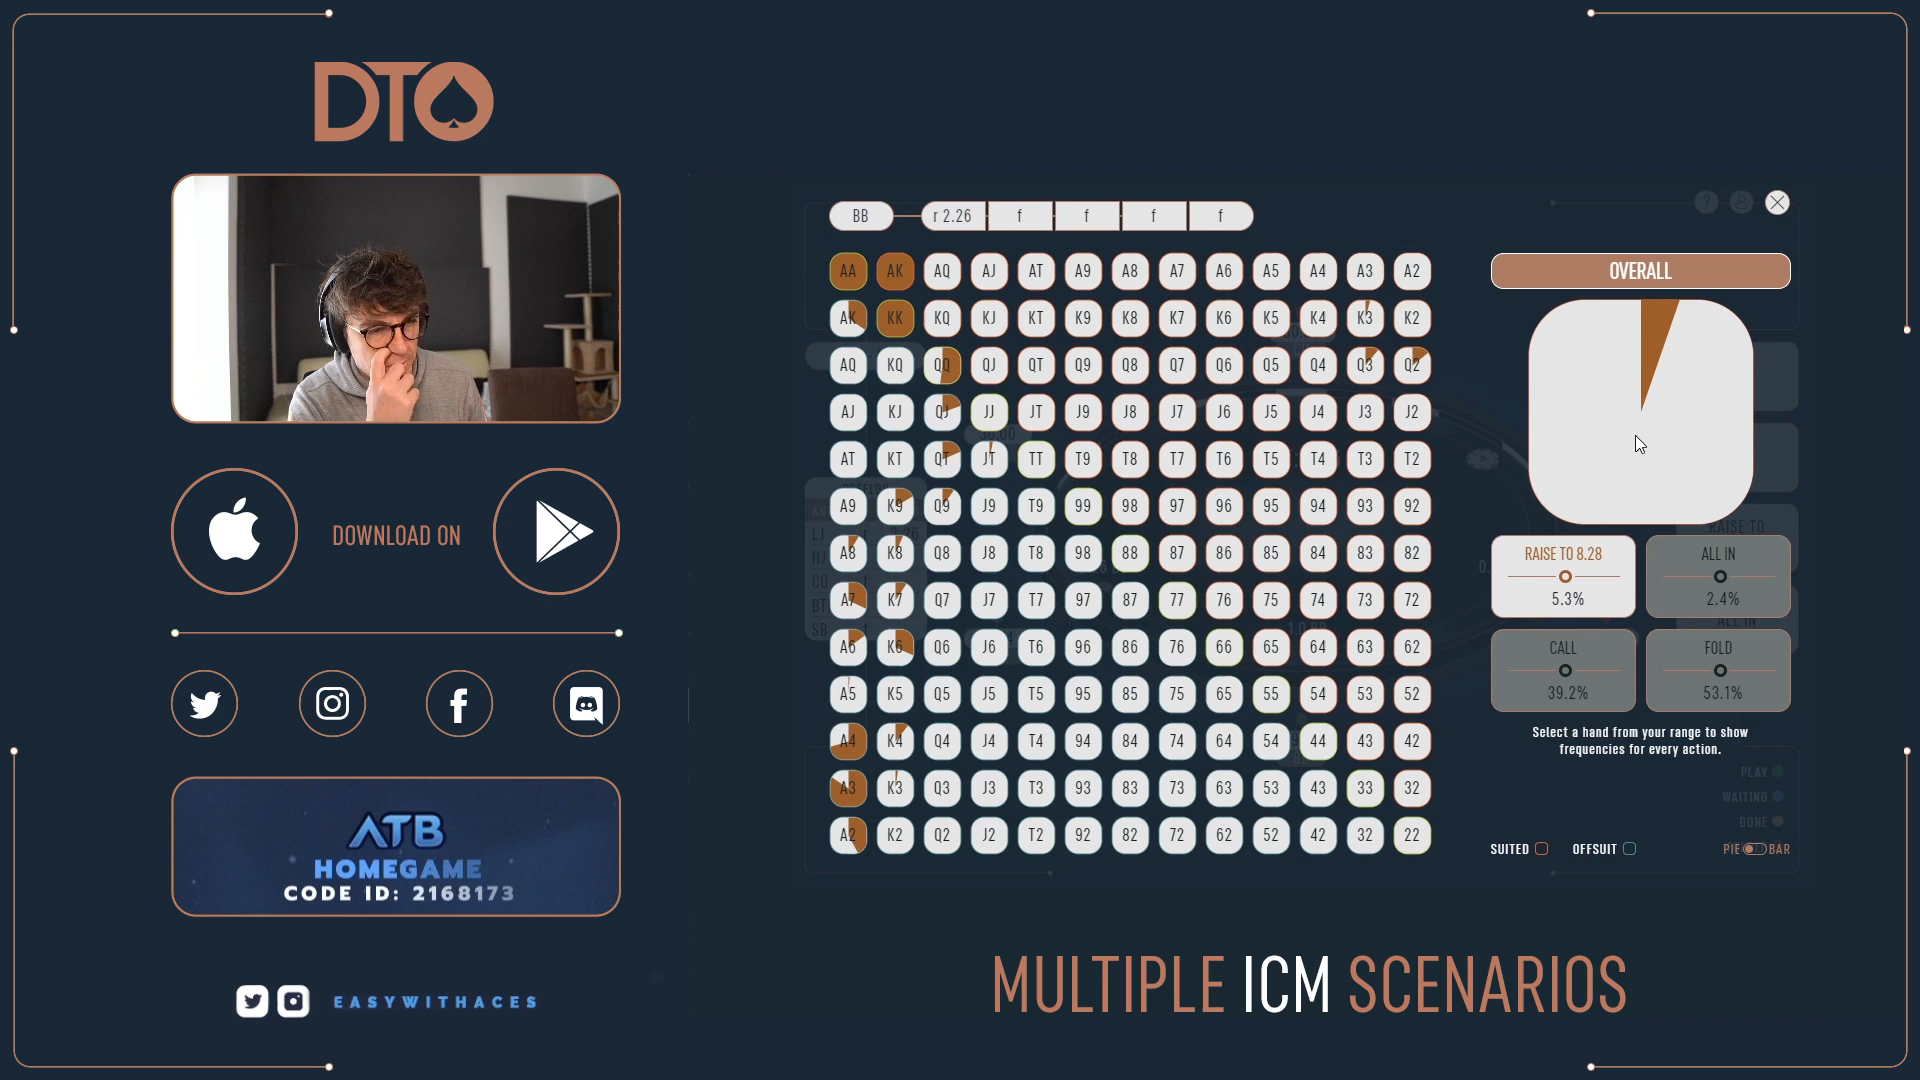 DTO
BB r 2.26 f f f f
AA AK AQ AJ AT A9 A8 A7 A6 A5 A4 A3 A2
AK KK KQ KJ KT K9 K8 K7 K6 K5 K4 K3 K2
AQ KQ QQ QJ QT Q9 Q8 Q7 Q6 Q5 Q4 Q3 Q2
AJ KJ QJ JJ JT J9 J8 J7 J6 J5 J4 J3 J2
AT KT QT JT TT T9 T8 T7 T6 T5 T4 T3 T2
A9 K9 Q9 J9 T9 99 98 97 96 95 94 93 92
A8 K8 Q8 J8 T8 98 88 87 86 85 84 83 82
A7 K7 Q7 J7 T7 97 87 77 76 75 74 73 72
A6 K6 Q6 J6 T6 96 86 76 66 65 64 63 62
A5 K5 Q5 J5 T5 95 85 75 65 55 54 53 52
A4 K4 Q4 J4 T4 94 84 74 64 54 44 43 42
A3 K3 Q3 J3 T3 93 83 73 63 53 43 33 32
A2 K2 Q2 J2 T2 92 82 72 62 52 42 32 22
OVERALL
RAISE TO
RAISE TO 8.28
5.3%
ALL IN
2.4%
ALL IN
CALL
39.2%
FOLD
53.1%
Select a hand from your range to show
frequencies for every action.
PLAY
WAITING
DONE
SUITED OFFSUIT PIE BAR
DOWNLOAD ON
ATB
HOMEGAME
CODE ID: 2168173
EASYWITHACES
MULTIPLE ICM SCENARIOS